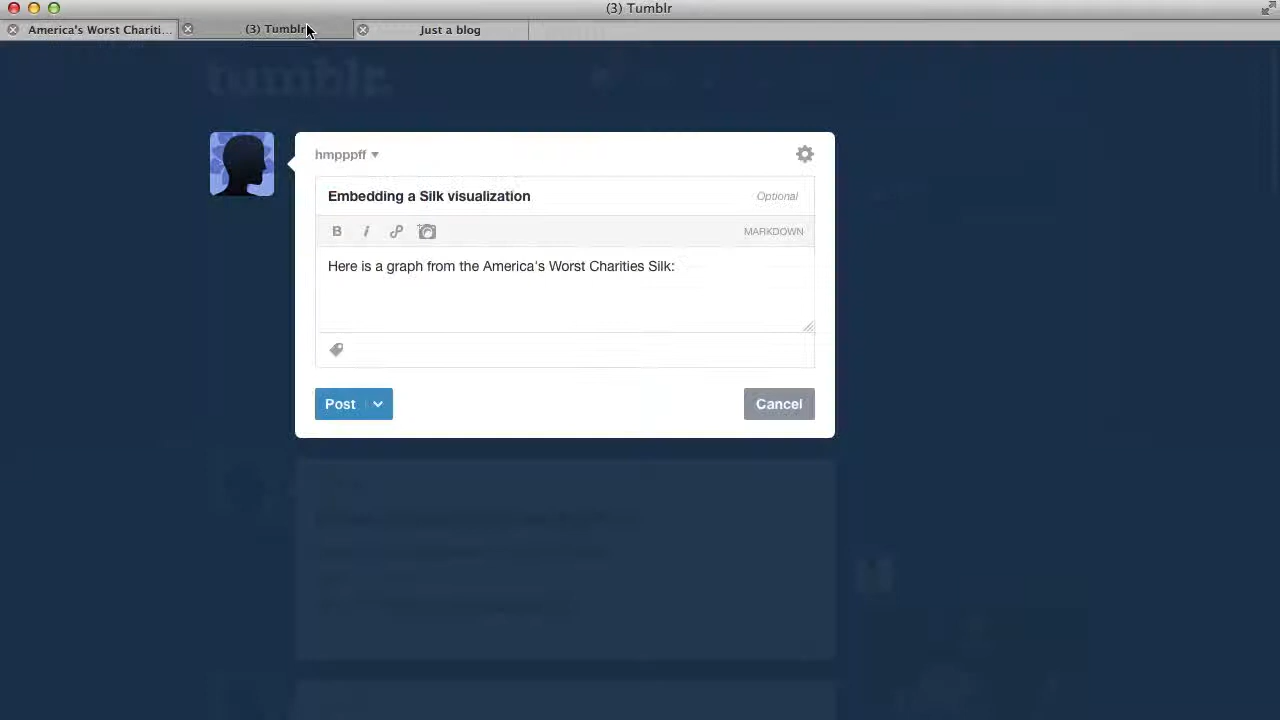 (3) Tumblr
America's Worst Chariti...
(3) Tumblr
Just a blog
tumblr.
hmpppff
Embedding a Silk visualization
Optional
B i
MARKDOWN
Here is a graph from the America's Worst Charities Silk:
Post
Cancel